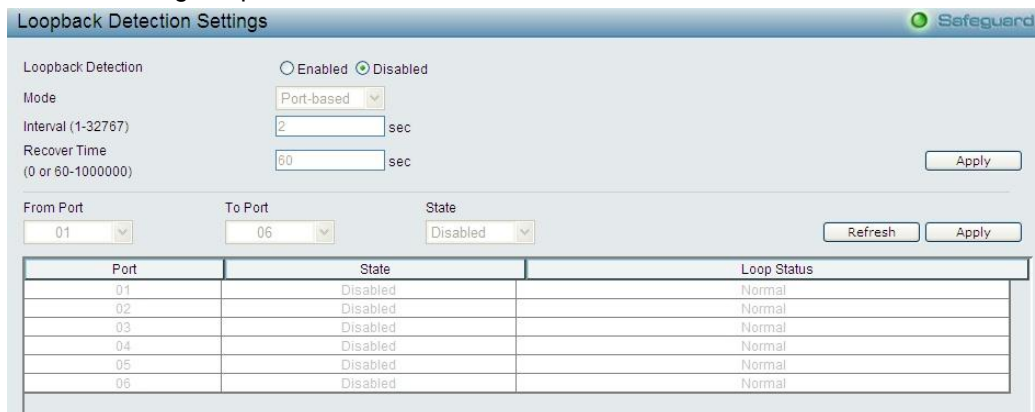 Loopback Detection Settings
Safeguard
Loopback Detection Enabled Disabled
Mode Port-based
Interval (1-32767) 2 sec
Recover Time
(0 or 60-1000000) 60 sec Apply
From Port To Port State
01 06 Disabled Refresh Apply
Port State Loop Status
01 Disabled Normal
02 Disabled Normal
03 Disabled Normal
04 Disabled Normal
05 Disabled Normal
06 Disabled Normal